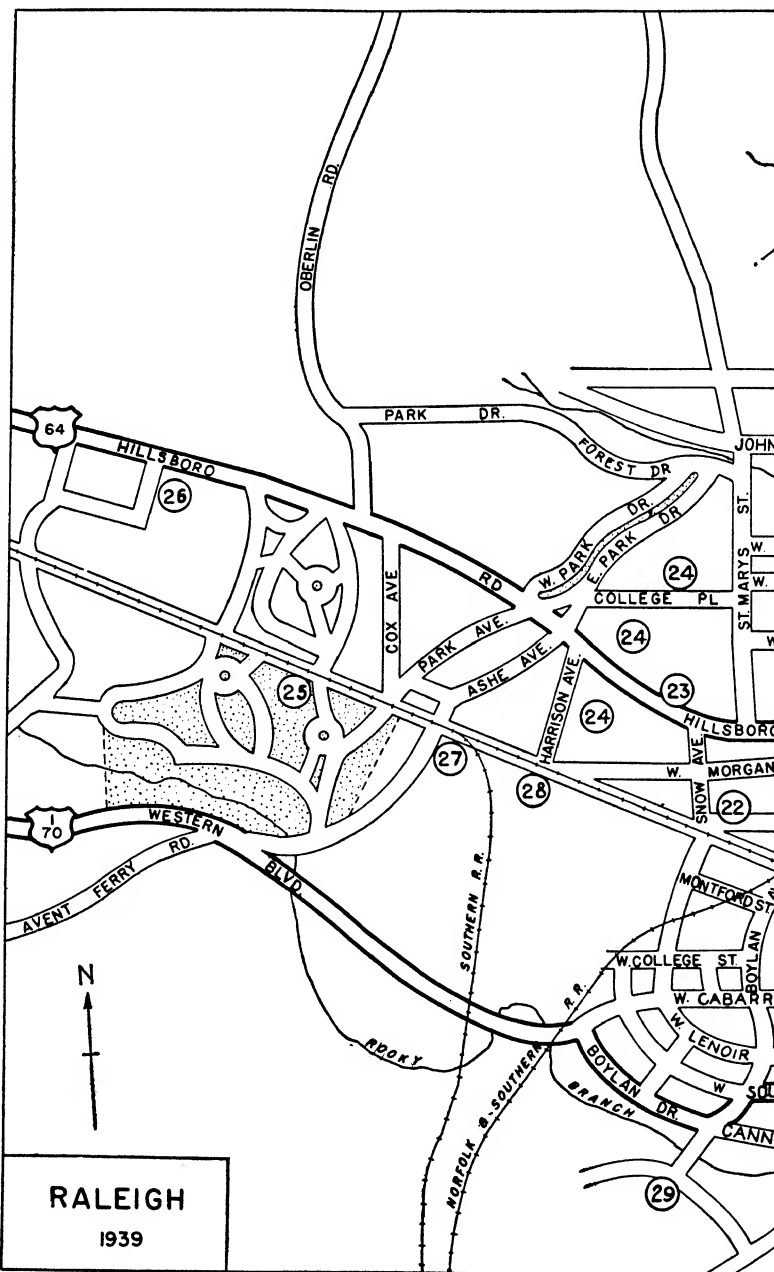 OBERLIN RD.
PARK DR.
64
HILLSBORO
RD
FOREST DR
JOHN
26
W. PARK DR.
E. PARK DR
ST. MARYS ST.
W.
W.
W
24
COLLEGE PL
COX AVE
PARK AVE.
ASHE AVE.
24
23
25
HARRISON AVE.
24
HILLSBORO
27
28
SNOW AVE.
W. MORGAN
22
1
70
WESTERN
BLVD.
AVENT FERRY RD.
SOUTHERN R.R.
MONTFORD ST.
BOYLAN
A
W. COLLEGE ST.
W. CABARR
N
W. LENOIR
ROOKY
NORFOLK & SOUTHERN R.R.
BOYLAN DR.
BRANCH
W
SOU
CANN
29
RALEIGH
1939